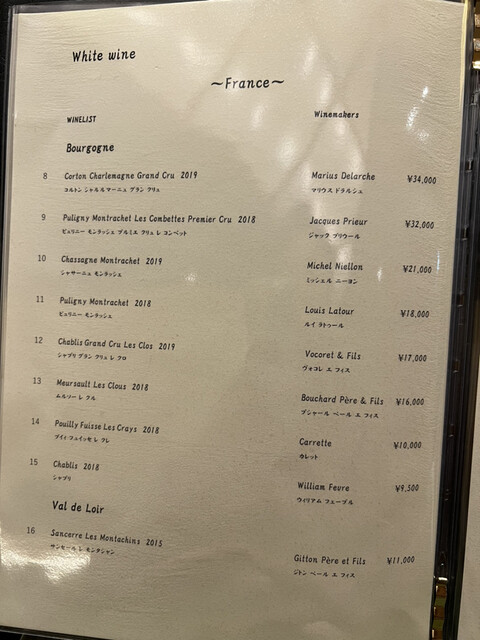 White wine
~France~
WINELIST Winemakers
Bourgogne
8 Corton Charlemagne Grand Cru 2019 Marius Delarche ¥34,000
コルトン シャルルマーニュ グラン クリュ マリウス ドラルシュ
9 Puligny Montrachet Les Combettes Premier Cru 2018 Jacques Prieur ¥32,000
ピュリニー モンラッシェ プルミエ クリュ レ コンベット ジャック プリウール
10 Chassagne Montrachet 2019 Michel Niellon ¥21,000
シャサーニュ モンラッシェ ミッシェル ニーヨン
11 Puligny Montrachet 2018 Louis Latour ¥18,000
ピュリニー モンラッシェ ルイ ラトゥール
12 Chablis Grand Cru Les Clos 2019 Vocoret & Fils ¥17,000
シャブリ グラン クリュ レ クロ ヴォコレ エ フィス
13 Meursault Les Clous 2018 Bouchard Père & Fils ¥16,000
ムルソー レ クル ブシャール ペール エ フィス
14 Pouilly Fuisse Les Crays 2018 Carrette ¥10,000
プイィ フュイッセ レ クレ カレット
15 Chablis 2018 William Fevre ¥9,500
シャブリ ウィリアム フェーブル
Val de Loir
16 Sancerre Les Montachins 2015 Gitton Père et Fils ¥11,000
サンセール レ モンタシャン ジトン ペール エ フィス